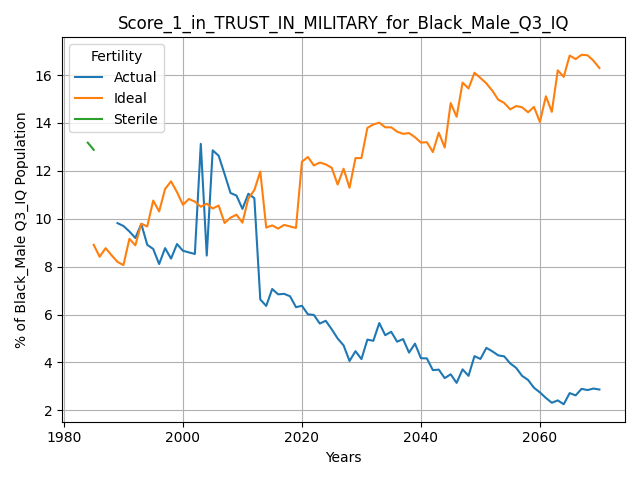 Score_1_in_TRUST_IN_MILITARY_for_Black_Male_Q3_IQ
Fertility
Actual
Ideal
Sterile
% of Black_Male Q3_IQ Population
16
14
12
10
8
6
4
2
1980
2000
2020
2040
2060
Years